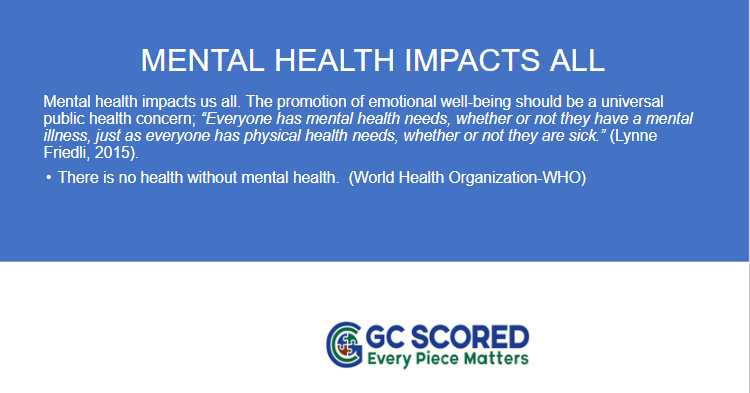 MENTAL HEALTH IMPACTS ALL
Mental health impacts us all. The promotion of emotional well-being should be a universal
public health concern; “Everyone has mental health needs, whether or not they have a mental
illness, just as everyone has physical health needs, whether or not they are sick.” (Lynne
Friedli, 2015).
• There is no health without mental health.  (World Health Organization-WHO)
GC SCORED
Every Piece Matters